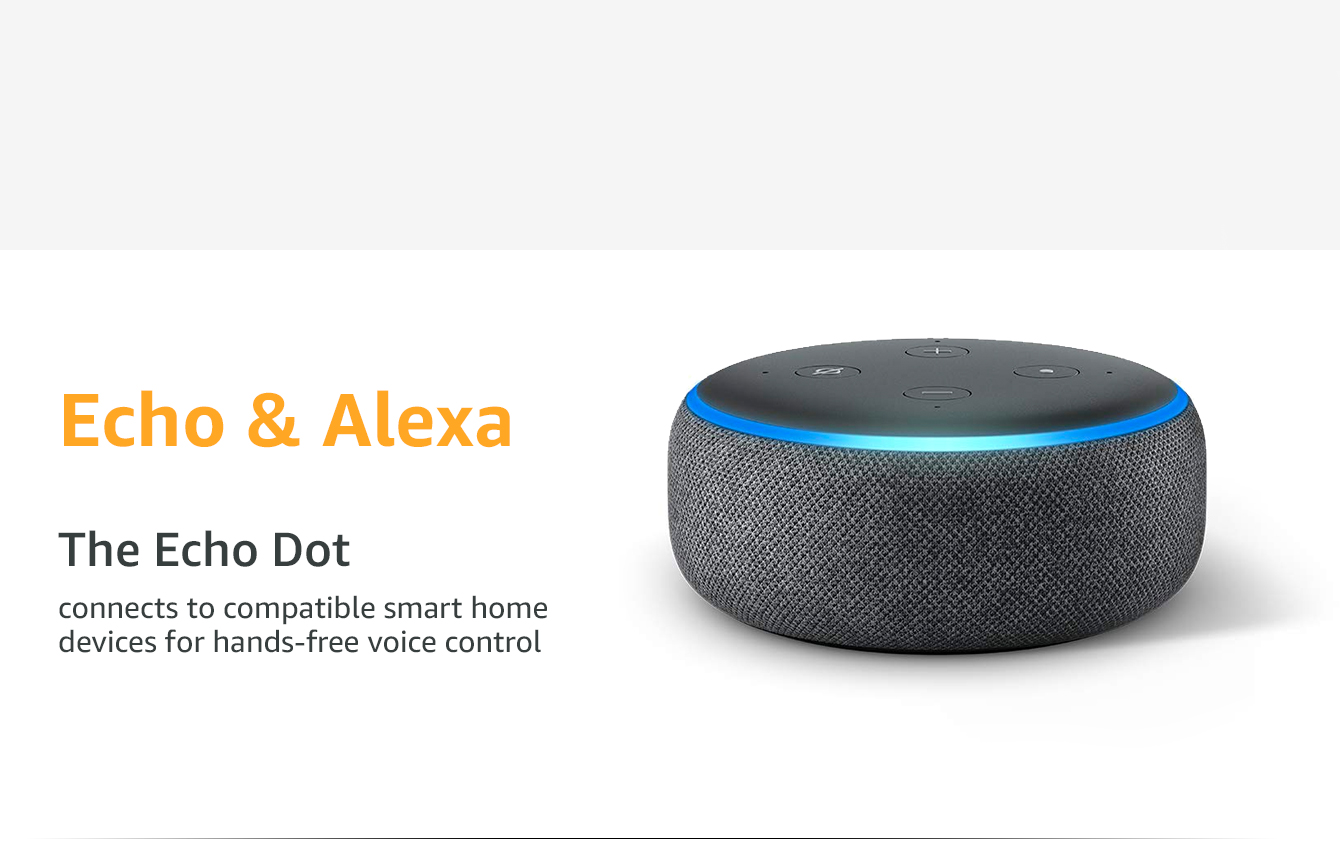 Echo & Alexa
The Echo Dot
connects to compatible smart home
devices for hands-free voice control